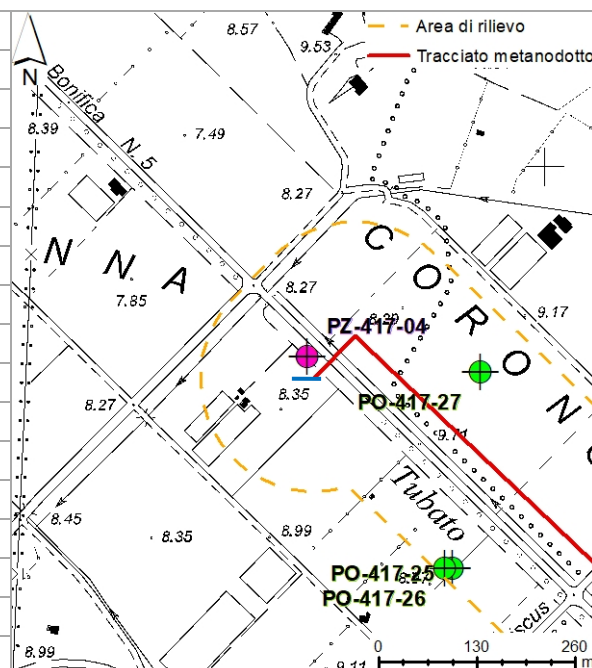 Area di rilievo
Tracciato metanodotto
N
8.57
9.53
Bonifica N. 5
8.39
7.49
8.27
N N A
C O R O N
8.27
7.85
9.17
PZ-417-04
8.35
8.27
PO-417-27
9.71
Tubato
8.45
8.35
8.99
PO-417-25
PO-417-26
scus
8.99
9.11
0 130 260
m